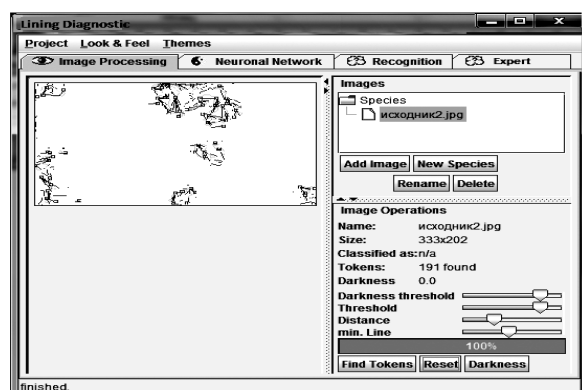 Lining Diagnostic
Project Look & Feel Themes
Image Processing Neuronal Network Recognition Expert
Images
Species
исходник2.jpg
Add Image New Species
Rename Delete
Image Operations
Name: исходник2.jpg
Size: 333x202
Classified as:n/a
Tokens: 191 found
Darkness 0.0
Darkness threshold
Threshold
Distance
min. Line
100%
Find Tokens Reset Darkness
finished.